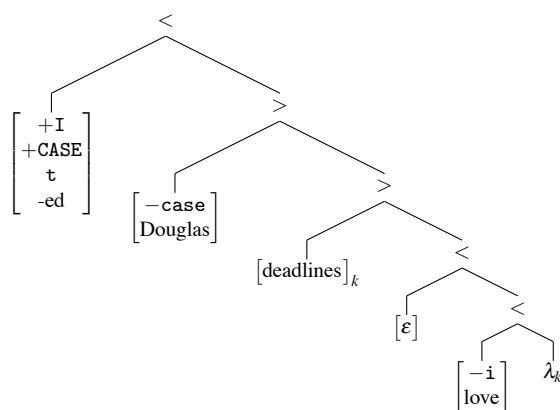 <
>
+I
+CASE
t
-ed
>
−case
Douglas
[deadlines]k
<
[ε]
<
−i
love
λk